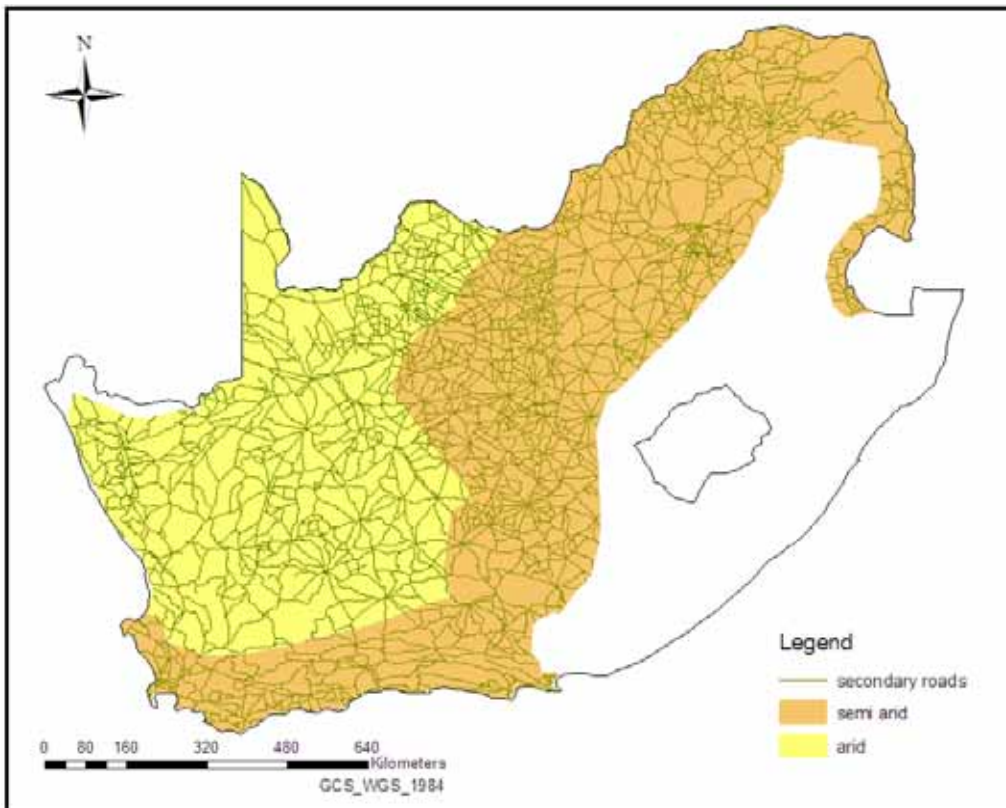 N
Legend
secondary roads
semi arid
arid
0 80 160 320 480 640
Kilometers
GCS_WGS_1984